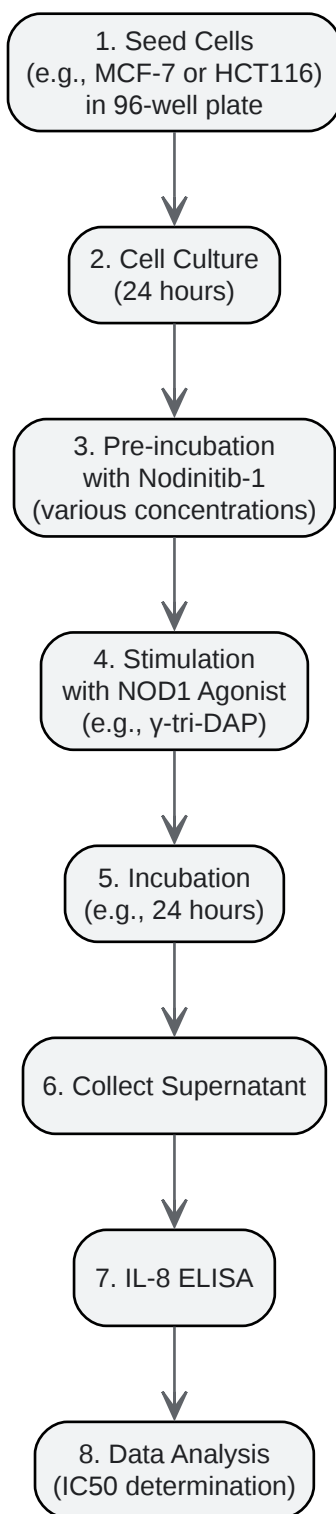 1. Seed Cells
(e.g., MCF-7 or HCT116)
in 96-well plate
2. Cell Culture
(24 hours)
3. Pre-incubation
with Nodinitib-1
(various concentrations)
4. Stimulation
with NOD1 Agonist
(e.g., γ-tri-DAP)
5. Incubation
(e.g., 24 hours)
6. Collect Supernatant
7. IL-8 ELISA
8. Data Analysis
(IC50 determination)